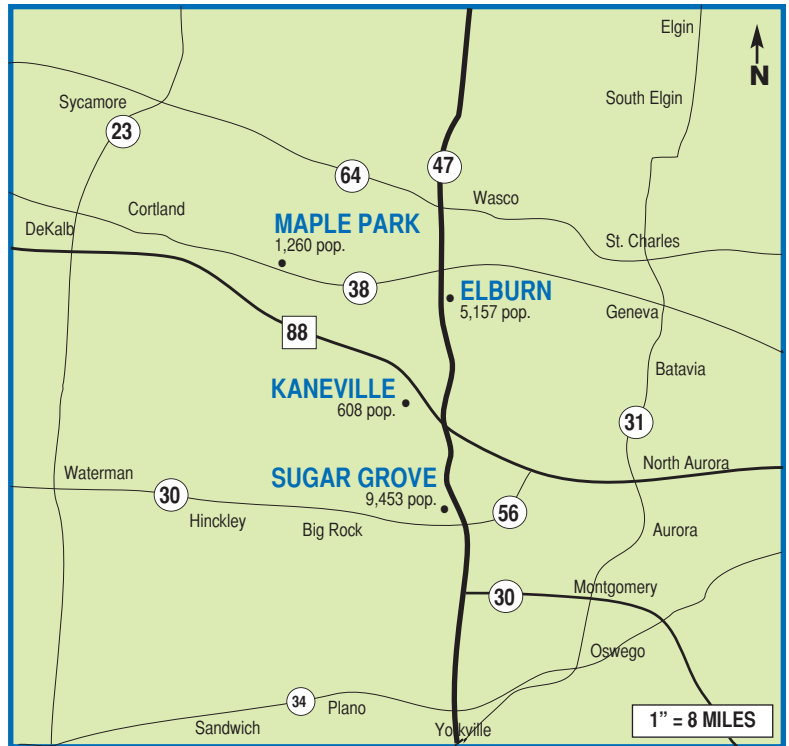 Elgin
N
Sycamore
South Elgin
23
47
64
Wasco
Cortland
DeKalb
MAPLE PARK
1,260 pop.
St. Charles
38
ELBURN
5,157 pop.
Geneva
88
Batavia
KANEVILLE
608 pop.
31
North Aurora
Waterman
SUGAR GROVE
9,453 pop.
30
56
Hinckley
Big Rock
Aurora
Montgomery
30
Oswego
34
Plano
Sandwich
Yorkville
1” = 8 MILES